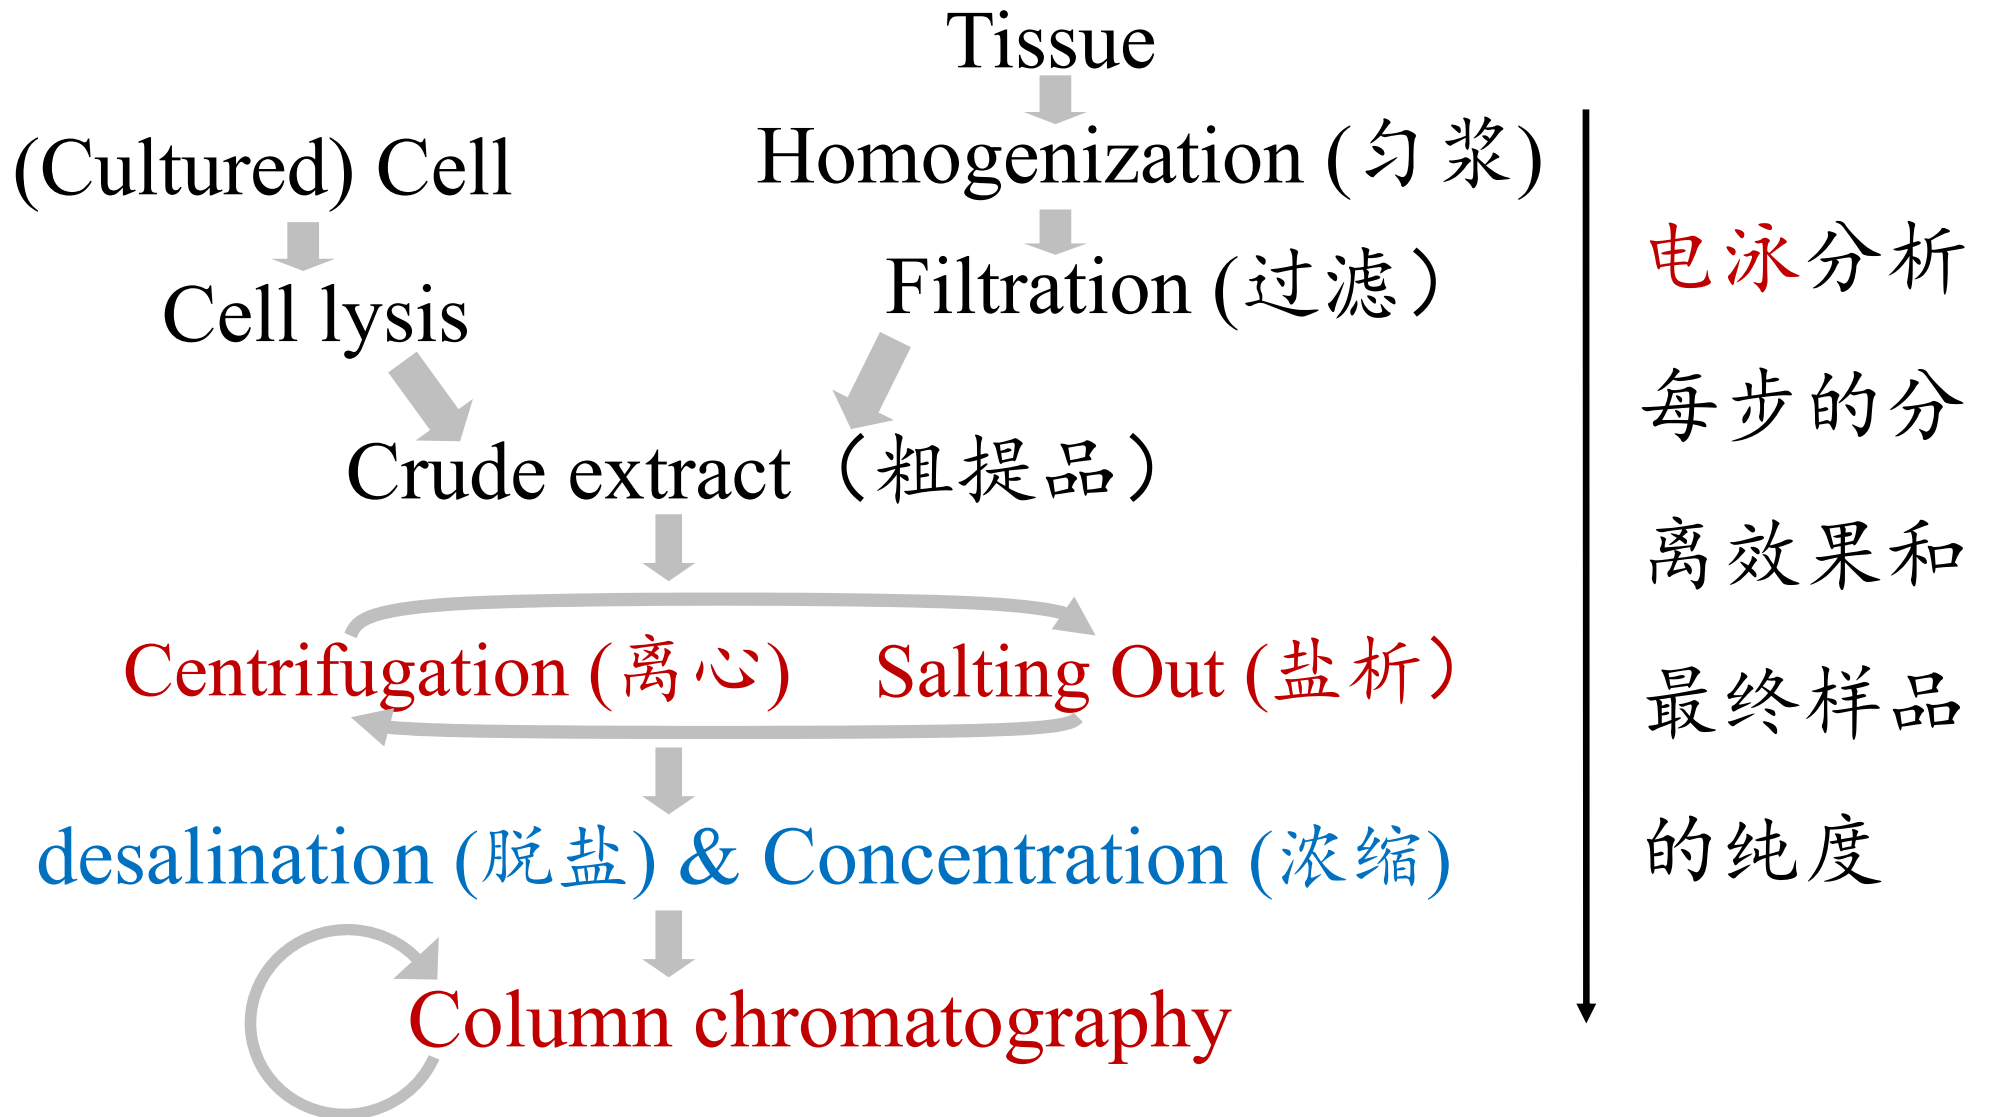 Tissue
(Cultured) Cell
Homogenization (匀浆)
Cell lysis
Filtration (过滤）
Crude extract（粗提品）
Centrifugation (离心)
Salting Out (盐析）
desalination (脱盐) & Concentration (浓缩)
Column chromatography
电泳分析
每步的分
离效果和
最终样品
的纯度